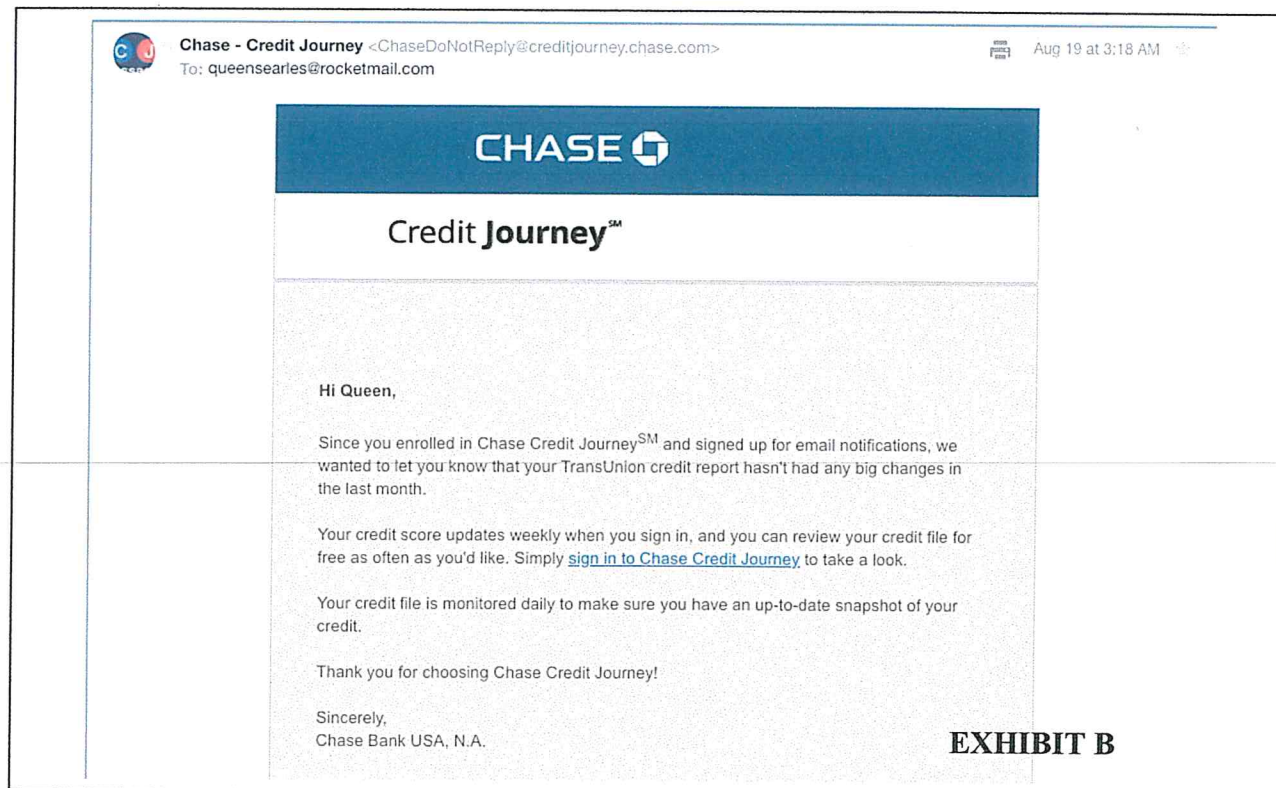 Chase - Credit Journey <ChaseDoNotReply@creditjourney.chase.com>
Aug 19 at 3:18 AM
To: queensearles@rocketmail.com
C J
CHASE
Credit Journey℠
Hi Queen,
Since you enrolled in Chase Credit Journey℠ and signed up for email notifications, we
wanted to let you know that your TransUnion credit report hasn't had any big changes in
the last month.
Your credit score updates weekly when you sign in, and you can review your credit file for
free as often as you'd like. Simply sign in to Chase Credit Journey to take a look.
Your credit file is monitored daily to make sure you have an up-to-date snapshot of your
credit.
Thank you for choosing Chase Credit Journey!
Sincerely,
Chase Bank USA, N.A.
EXHIBIT B